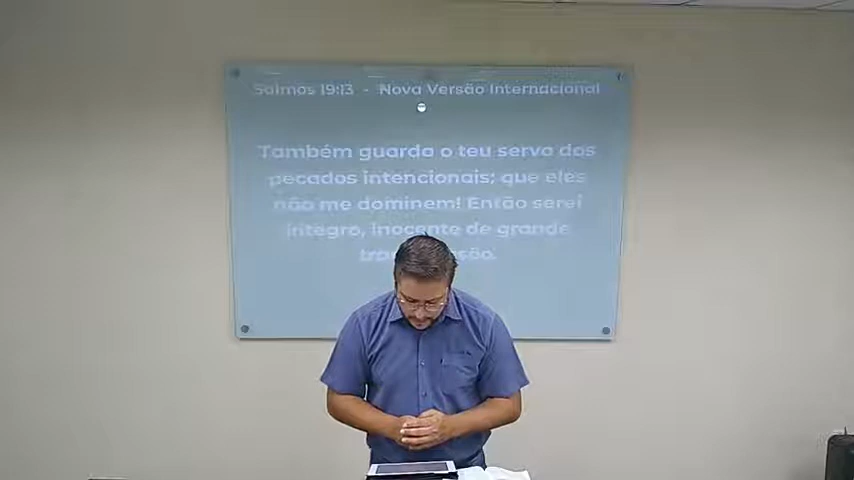 Salmos 19:13 - Nova Versão Internacional
Também guarda o teu servo dos
pecados intencionais; que eles
não me dominem! Então serei
íntegro, inocente de grande